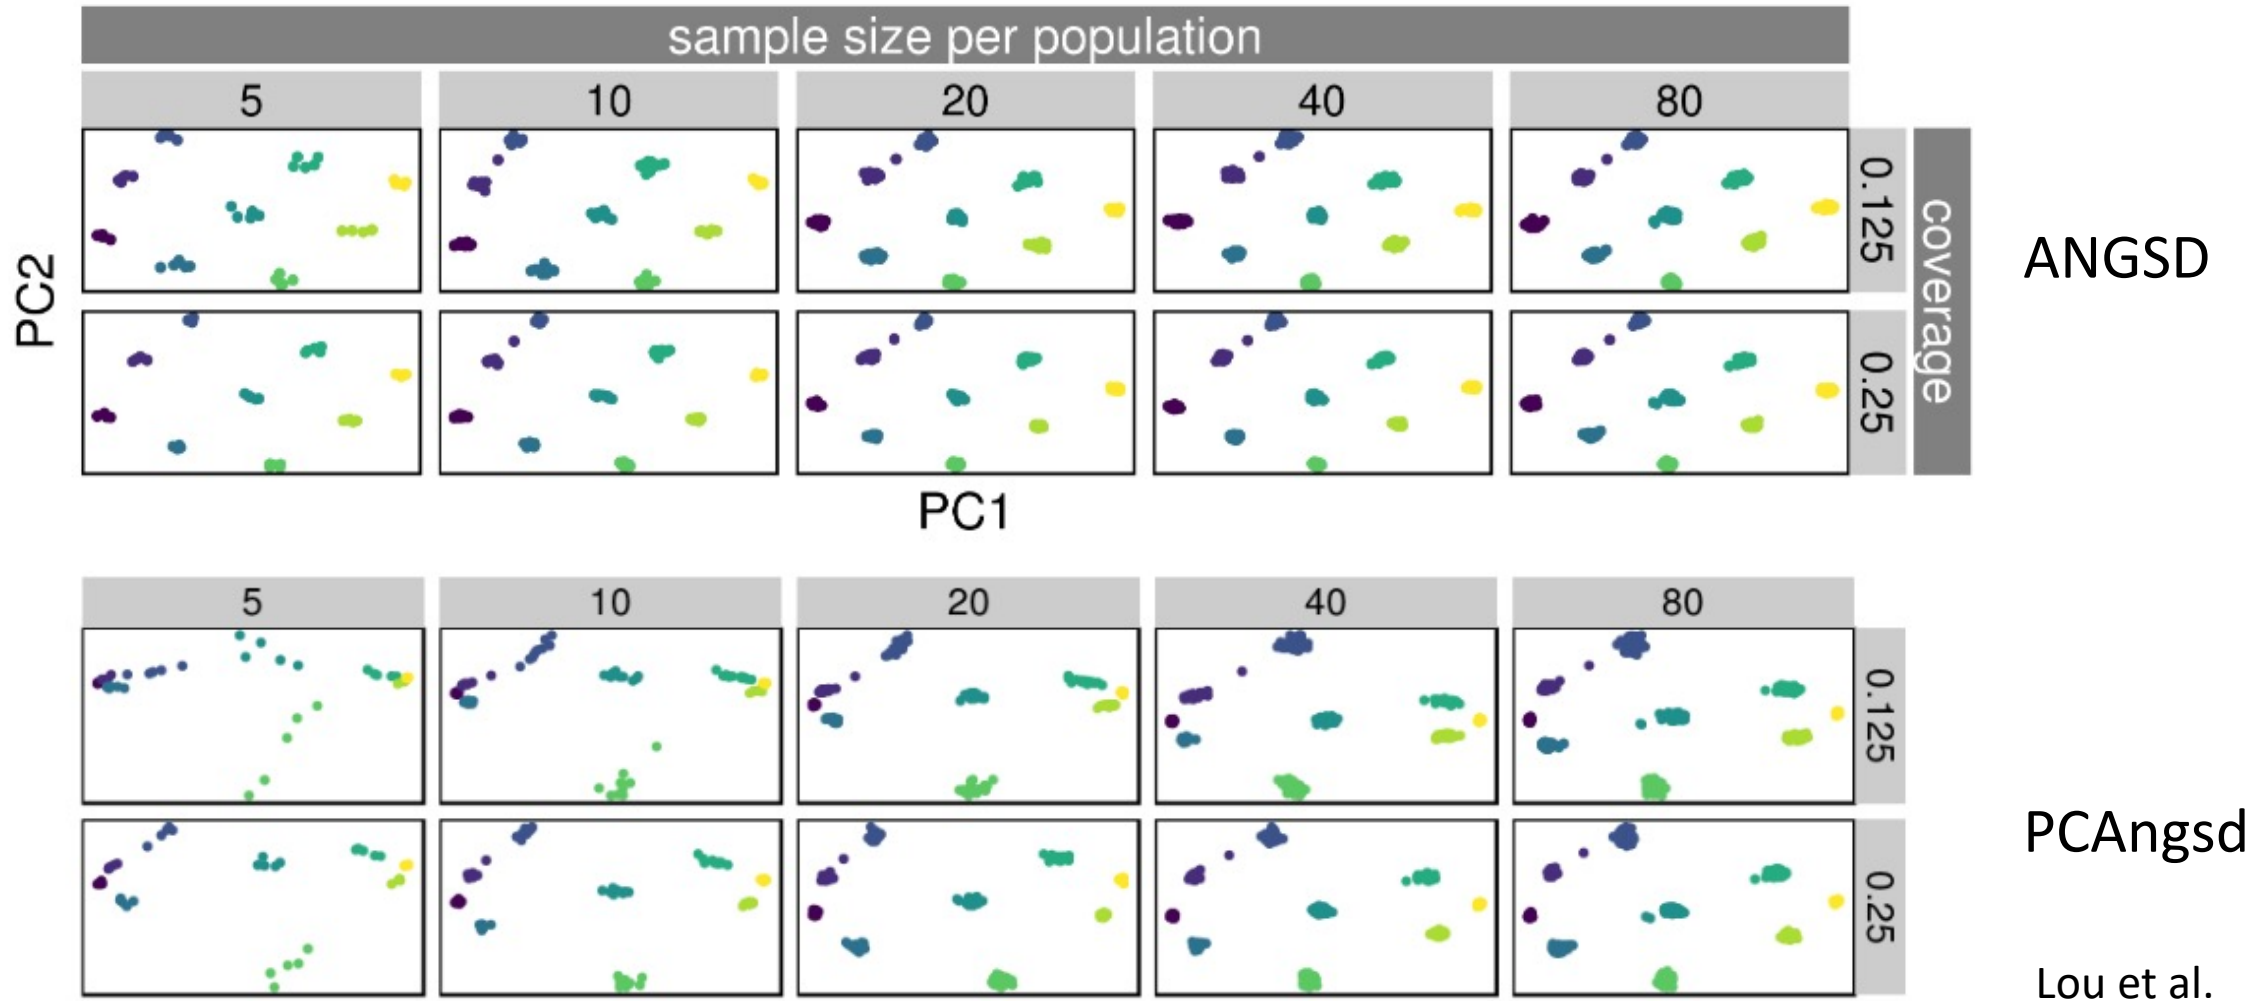 sample size per population
5 10 20 40 80
0.125
0.25
coverage
ANGSD
PC2
PC1
5 10 20 40 80
0.125
0.25
PCAngsd
Lou et al.